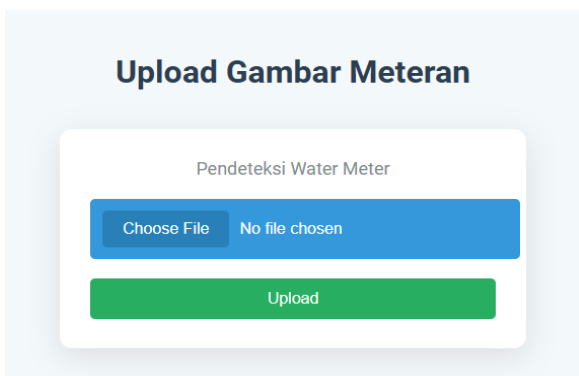 Upload Gambar Meteran
Pendeteksi Water Meter
Choose File No file chosen
Upload